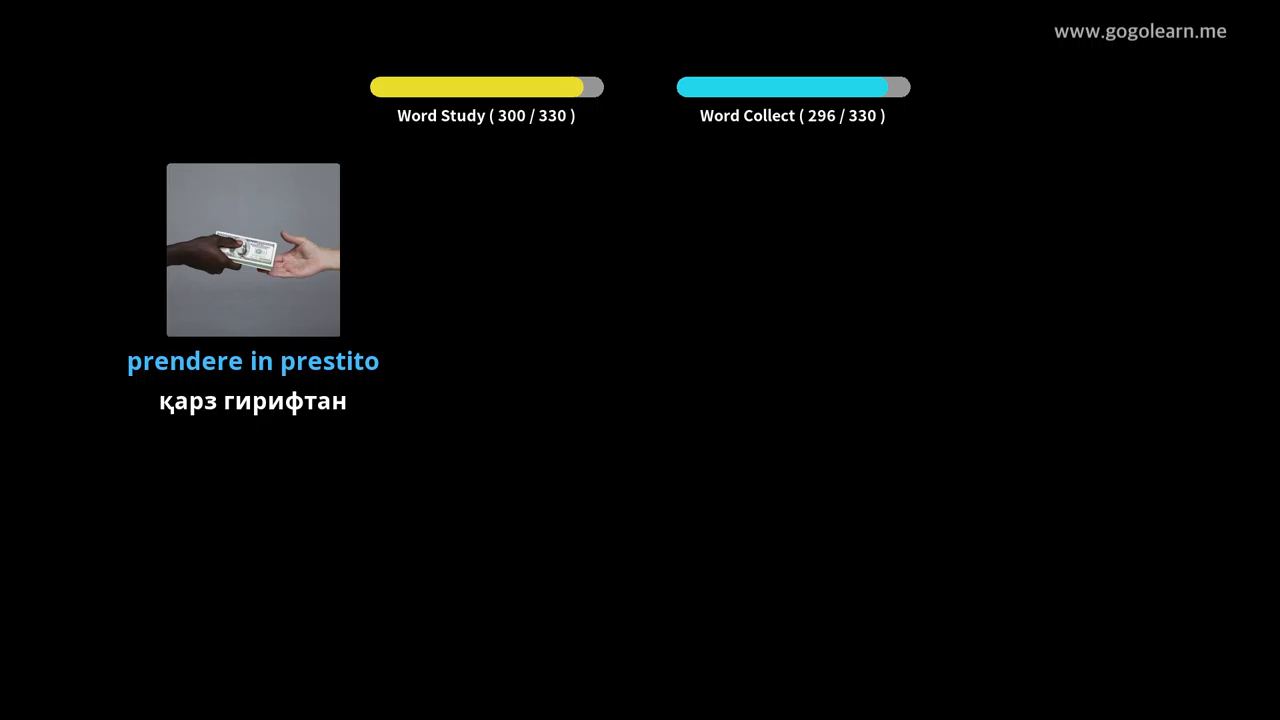 www.gogolearn.me
Word Study ( 300 / 330 )
Word Collect ( 296 / 330 )
prendere in prestito
қарз гирифтан